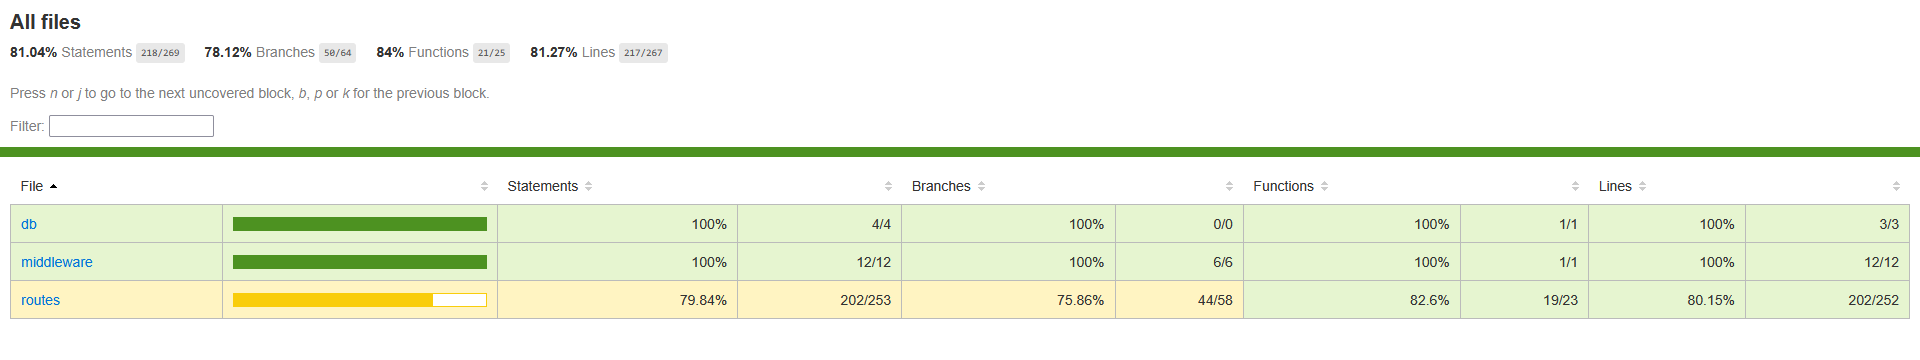 All files
81.04% Statements 218/269 78.12% Branches 50/64 84% Functions 21/25 81.27% Lines 217/267
Press n or j to go to the next uncovered block, b, p or k for the previous block.
Filter:
File Statements Branches Functions Lines
db 100% 4/4 100% 0/0 100% 1/1 100% 3/3
middleware 100% 12/12 100% 6/6 100% 1/1 100% 12/12
routes 79.84% 202/253 75.86% 44/58 82.6% 19/23 80.15% 202/252